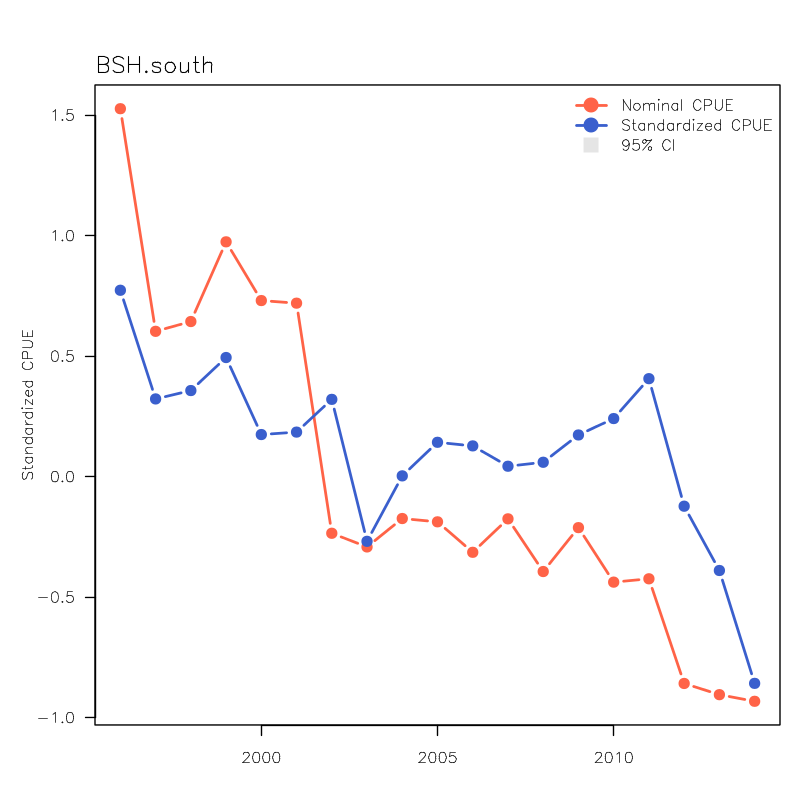 BSH.south
Nominal CPUE
Standardized CPUE
95% CI
Standardized CPUE
1.5
1.0
0.5
0.0
−0.5
−1.0
2000 2005 2010